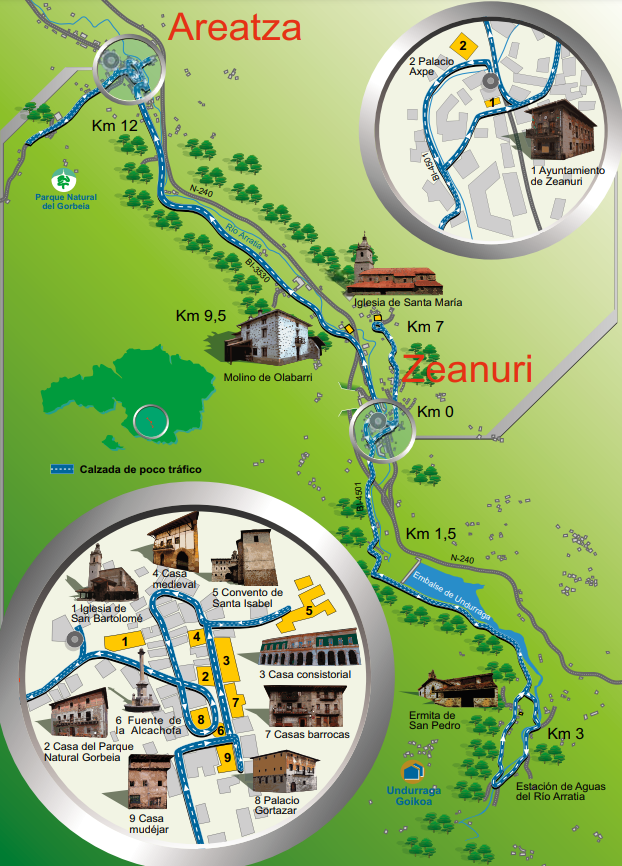 Areatza
2
2 Palacio
Axpe
1
1 Ayuntamiento
de Zeanuri
BI-4501
Km 12
Parque Natural
del Gorbeia
N-240
Río Arratia
BI-3530
Iglesia de Santa María
Km 9,5
Km 7
Molino de Olabarri
Zeanuri
Km 0
Calzada de poco tráfico
BI-4501
Km 1,5
N-240
Embalse de Undurraga
4 Casa
medieval
5 Convento de
Santa Isabel
1 Iglesia de
San Bartolomé
5
1
4
3
3 Casa consistorial
2
7
8
6
9
6 Fuente de
la Alcachofa
7 Casas barrocas
2 Casa del Parque
Natural Gorbeia
8 Palacio
Gortazar
9 Casa
mudéjar
Ermita de
San Pedro
Km 3
Undurraga
Goikoa
Estación de Aguas
del Río Arratia